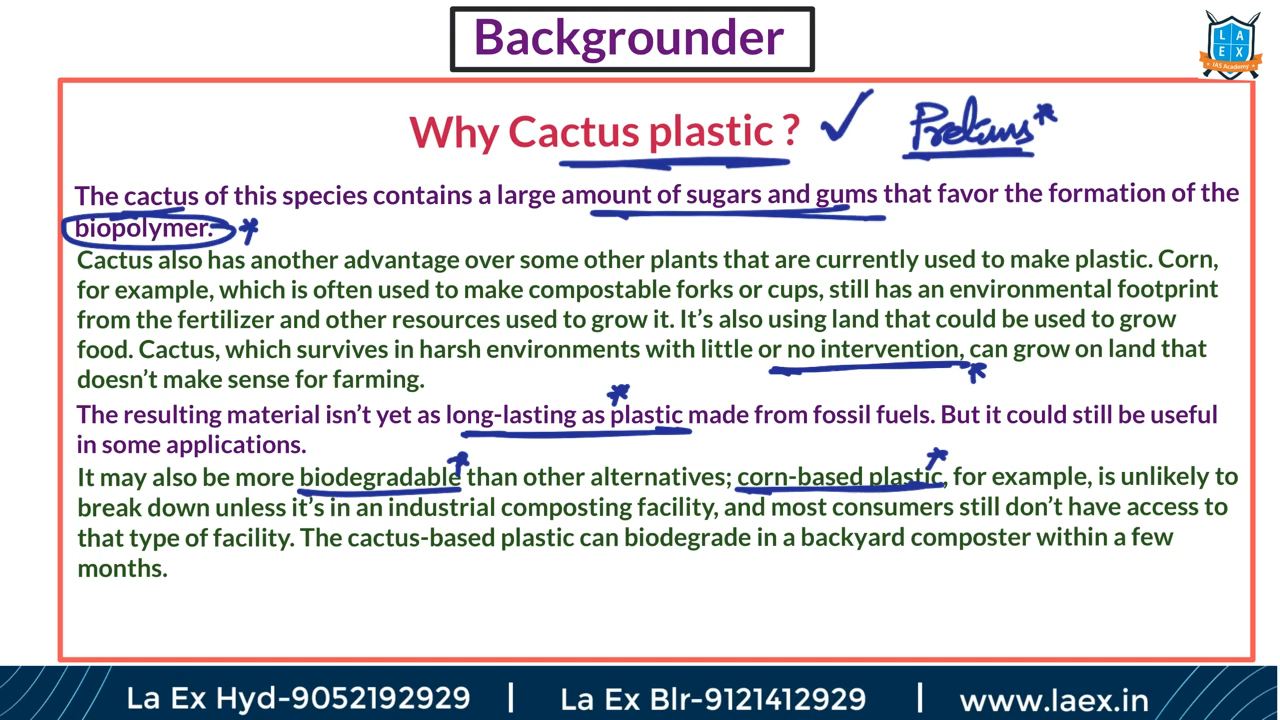 Backgrounder
L A
E X
IAS Academy
Why Cactus plastic ?
Prelims*
The cactus of this species contains a large amount of sugars and gums that favor the formation of the
biopolymer.
Cactus also has another advantage over some other plants that are currently used to make plastic. Corn,
for example, which is often used to make compostable forks or cups, still has an environmental footprint
from the fertilizer and other resources used to grow it. It’s also using land that could be used to grow
food. Cactus, which survives in harsh environments with little or no intervention, can grow on land that
doesn’t make sense for farming.
The resulting material isn’t yet as long-lasting as plastic made from fossil fuels. But it could still be useful
in some applications.
It may also be more biodegradable than other alternatives; corn-based plastic, for example, is unlikely to
break down unless it’s in an industrial composting facility, and most consumers still don’t have access to
that type of facility. The cactus-based plastic can biodegrade in a backyard composter within a few
months.
La Ex Hyd-9052192929 | La Ex Blr-9121412929 | www.laex.in